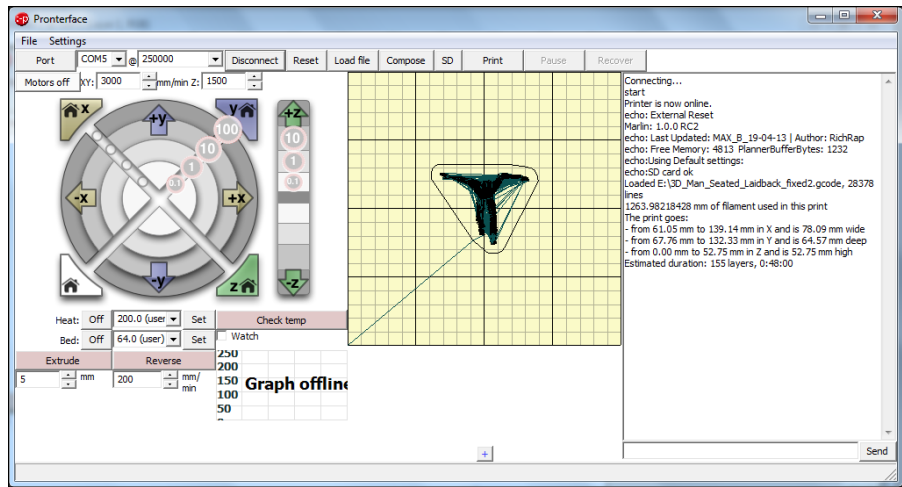 Pronterface
File Settings
Port COM5 @ 250000 Disconnect Reset Load file Compose SD Print Pause Recover
Motors off XY: 3000 mm/min Z: 1500
x y +z
+y 100 10 1 0.1
10
1
0.1
-x +x
-y z -z
Heat: Off 200.0 (user Set Check temp
Bed: Off 64.0 (user) Set Watch
Extrude Reverse
5 mm 200 mm/
min
250
200
150 Graph offline
100
50
+
Connecting...
start
Printer is now online.
echo: External Reset
Marlin: 1.0.0 RC2
echo: Last Updated: MAX_B_19-04-13 | Author: RichRap
echo: Free Memory: 4813 PlannerBufferBytes: 1232
echo:Using Default settings:
echo:SD card ok
Loaded E:\3D_Man_Seated_Laidback_fixed2.gcode, 28378
lines
1263.98218428 mm of filament used in this print
The print goes:
- from 61.05 mm to 139.14 mm in X and is 78.09 mm wide
- from 67.76 mm to 132.33 mm in Y and is 64.57 mm deep
- from 0.00 mm to 52.75 mm in Z and is 52.75 mm high
Estimated duration: 155 layers, 0:48:00
Send